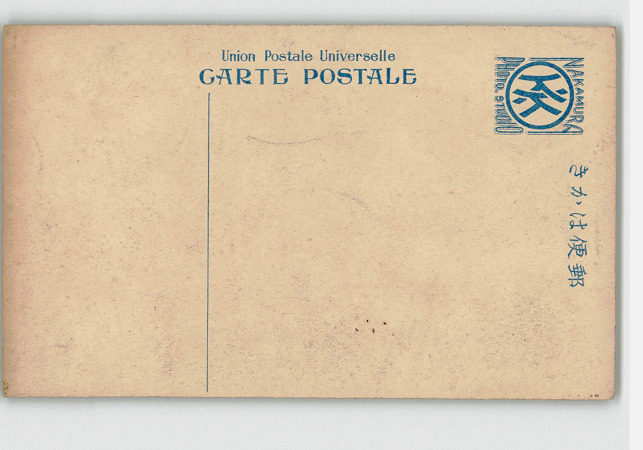 Union Postale Universelle
CARTE POSTALE
NAKAMURA
PHOTO. STUDIO
きかは便郵